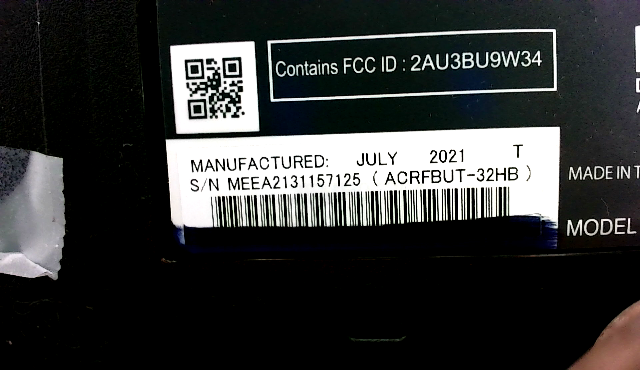 Contains FCC ID : 2AU3BU9W34
MANUFACTURED: JULY 2021 T
S/N MEEA2131157125 ( ACRFBUT-32HB )
MADE IN
MODEL